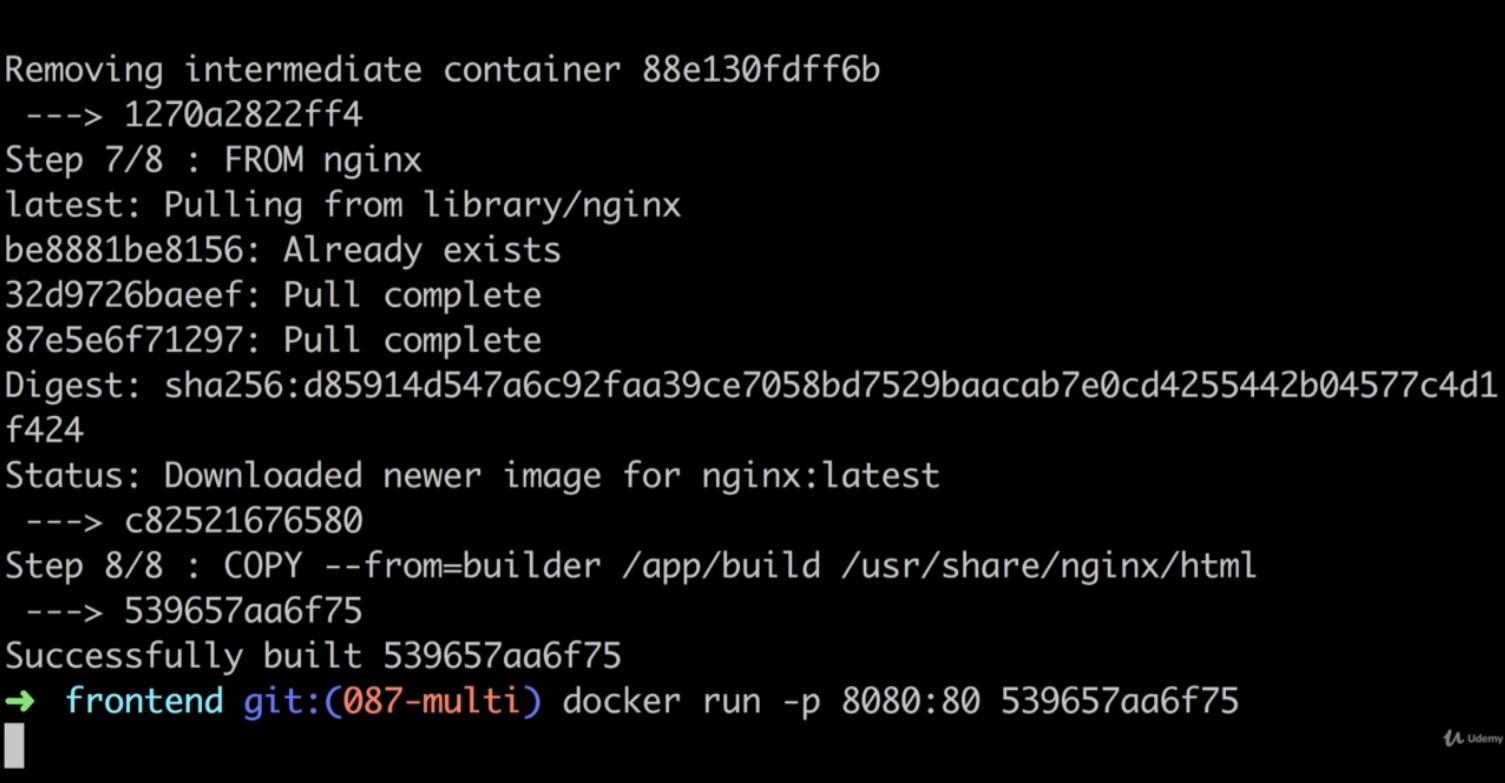 Removing intermediate container 88e130fdff6b
 ---> 1270a2822ff4
Step 7/8 : FROM nginx
latest: Pulling from library/nginx
be8881be8156: Already exists
32d9726baeef: Pull complete
87e5e6f71297: Pull complete
Digest: sha256:d85914d547a6c92faa39ce7058bd7529baacab7e0cd4255442b04577c4d1
f424
Status: Downloaded newer image for nginx:latest
 ---> c82521676580
Step 8/8 : COPY --from=builder /app/build /usr/share/nginx/html
 ---> 539657aa6f75
Successfully built 539657aa6f75
➜  frontend git:(087-multi) docker run -p 8080:80 539657aa6f75
Udemy